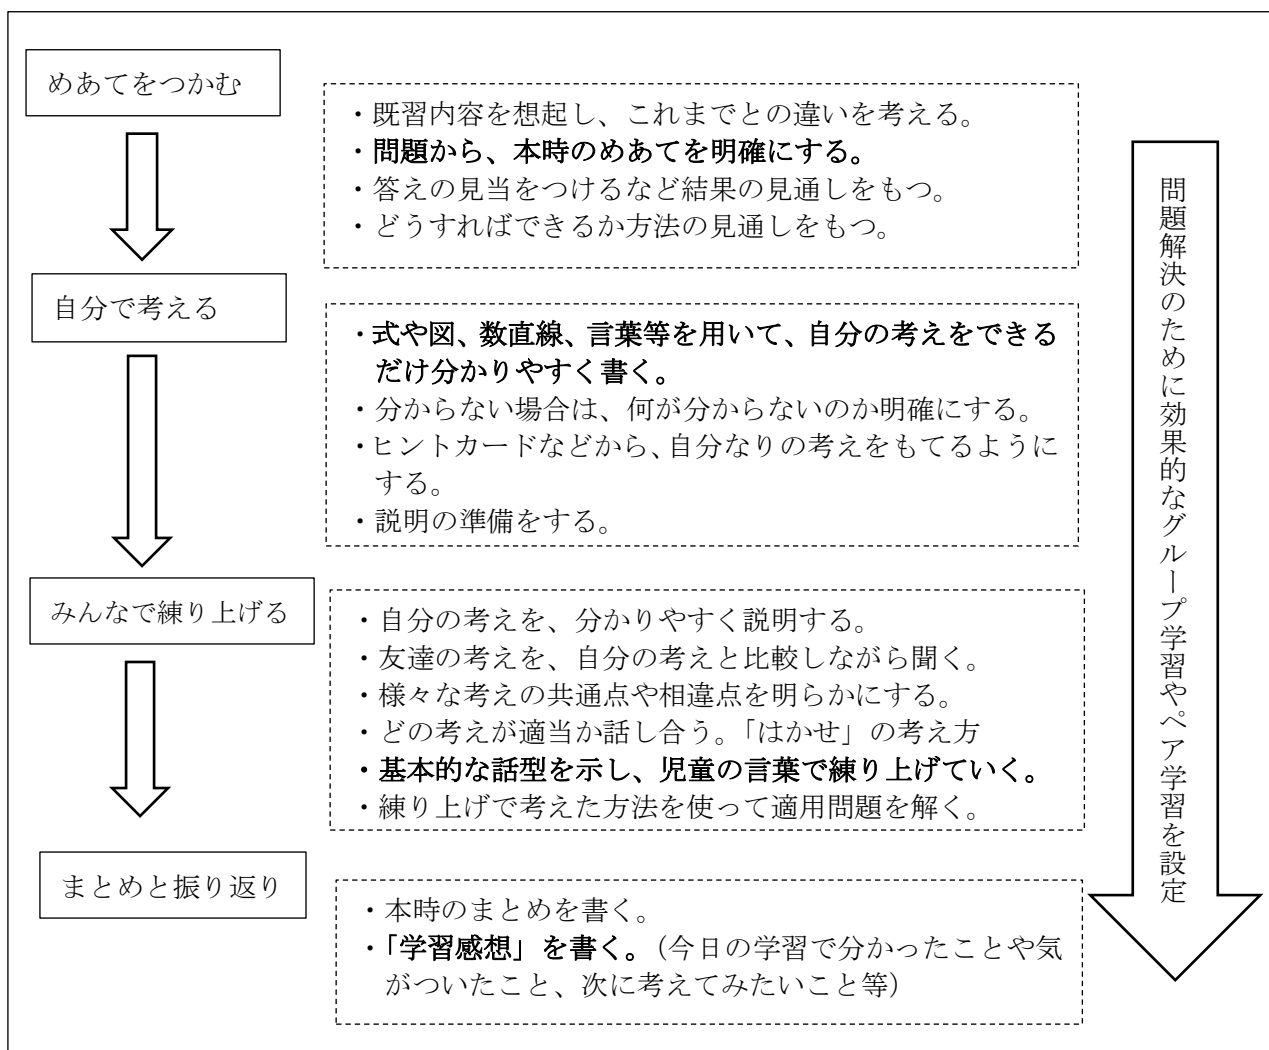 めあてをつかむ
・既習内容を想起し、これまでとの違いを考える。
・問題から、本時のめあてを明確にする。
・答えの見当をつけるなど結果の見通しをもつ。
・どうすればできるか方法の見通しをもつ。
自分で考える
・式や図、数直線、言葉等を用いて、自分の考えをできる
だけ分かりやすく書く。
・分からない場合は、何が分からないのか明確にする。
・ヒントカードなどから、自分なりの考えをもてるように
する。
・説明の準備をする。
みんなで練り上げる
・自分の考えを、分かりやすく説明する。
・友達の考えを、自分の考えと比較しながら聞く。
・様々な考えの共通点や相違点を明らかにする。
・どの考えが適当か話し合う。「はかせ」の考え方
・基本的な話型を示し、児童の言葉で練り上げていく。
・練り上げで考えた方法を使って適用問題を解く。
まとめと振り返り
・本時のまとめを書く。
・「学習感想」を書く。（今日の学習で分かったことや気
がついたこと、次に考えてみたいこと等）
問題解決のために効果的なグループ学習やペア学習を設定